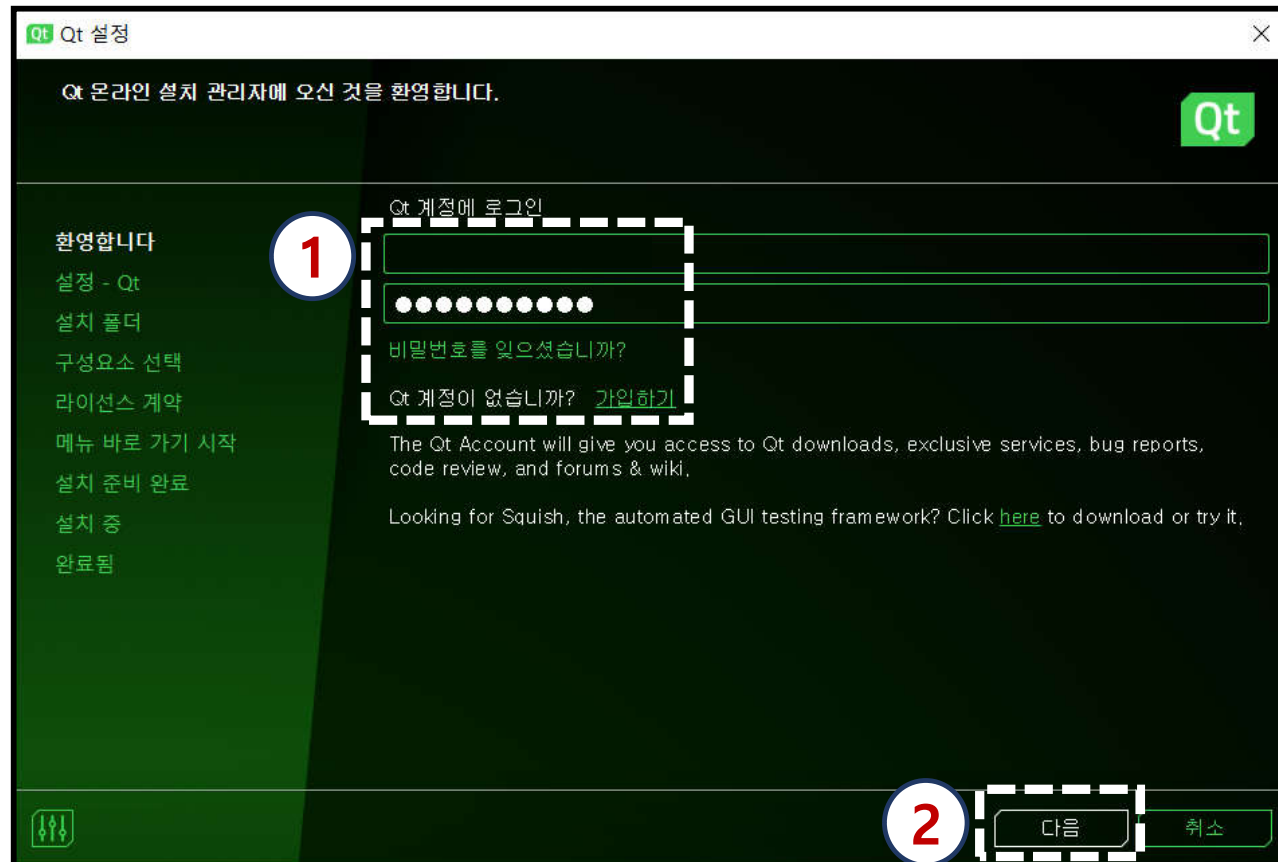 Qt Qt 설정
Qt 온라인 설치 관리자에 오신 것을 환영합니다.
Qt
환영합니다
설정 - Qt
설치 폴더
구성요소 선택
라이선스 계약
메뉴 바로 가기 시작
설치 준비 완료
설치 중
완료됨
1
Qt 계정에 로그인
●●●●●●●●●●
비밀번호를 잊으셨습니까?
Qt 계정이 없습니까? 가입하기
The Qt Account will give you access to Qt downloads, exclusive services, bug reports,
code review, and forums & wiki.
Looking for Squish, the automated GUI testing framework? Click here to download or try it.
2
다음
취소